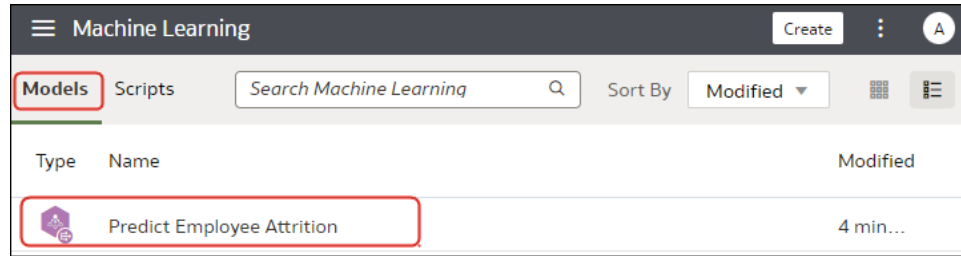 Machine Learning Create A
Models Scripts Search Machine Learning Sort By Modified
Type Name Modified
Predict Employee Attrition 4 min...